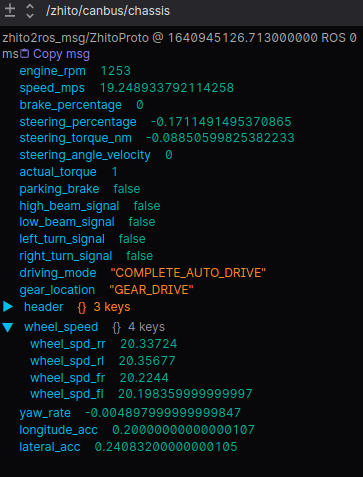 /zhito/canbus/chassis
zhito2ros_msg/ZhitoProto @ 1640945126.713000000 ROS 0
ms Copy msg
engine_rpm 1253
speed_mps 19.248933792114258
brake_percentage 0
steering_percentage -0.1711491495370865
steering_torque_nm -0.08850599825382233
steering_angle_velocity 0
actual_torque 1
parking_brake false
high_beam_signal false
low_beam_signal false
left_turn_signal false
right_turn_signal false
driving_mode "COMPLETE_AUTO_DRIVE"
gear_location "GEAR_DRIVE"
header {} 3 keys
wheel_speed {} 4 keys
wheel_spd_rr 20.33724
wheel_spd_rl 20.35677
wheel_spd_fr 20.2244
wheel_spd_fl 20.198359999999997
yaw_rate -0.004897999999999847
longitude_acc 0.20000000000000107
lateral_acc 0.24083200000000105